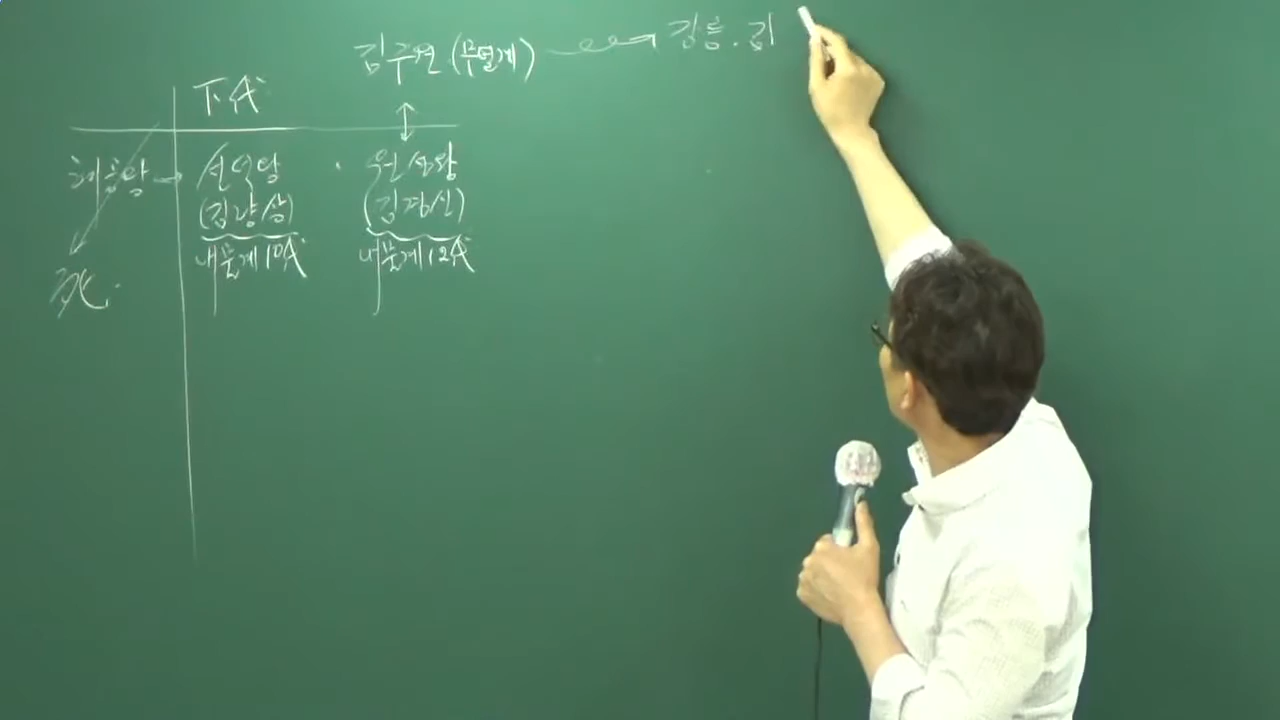 김주원 (무열계) → 강릉. 김
下代
혜공왕 → 선덕왕 · 원성왕
(김양상) (김경신)
내물계 10代 내물계 12代
死.